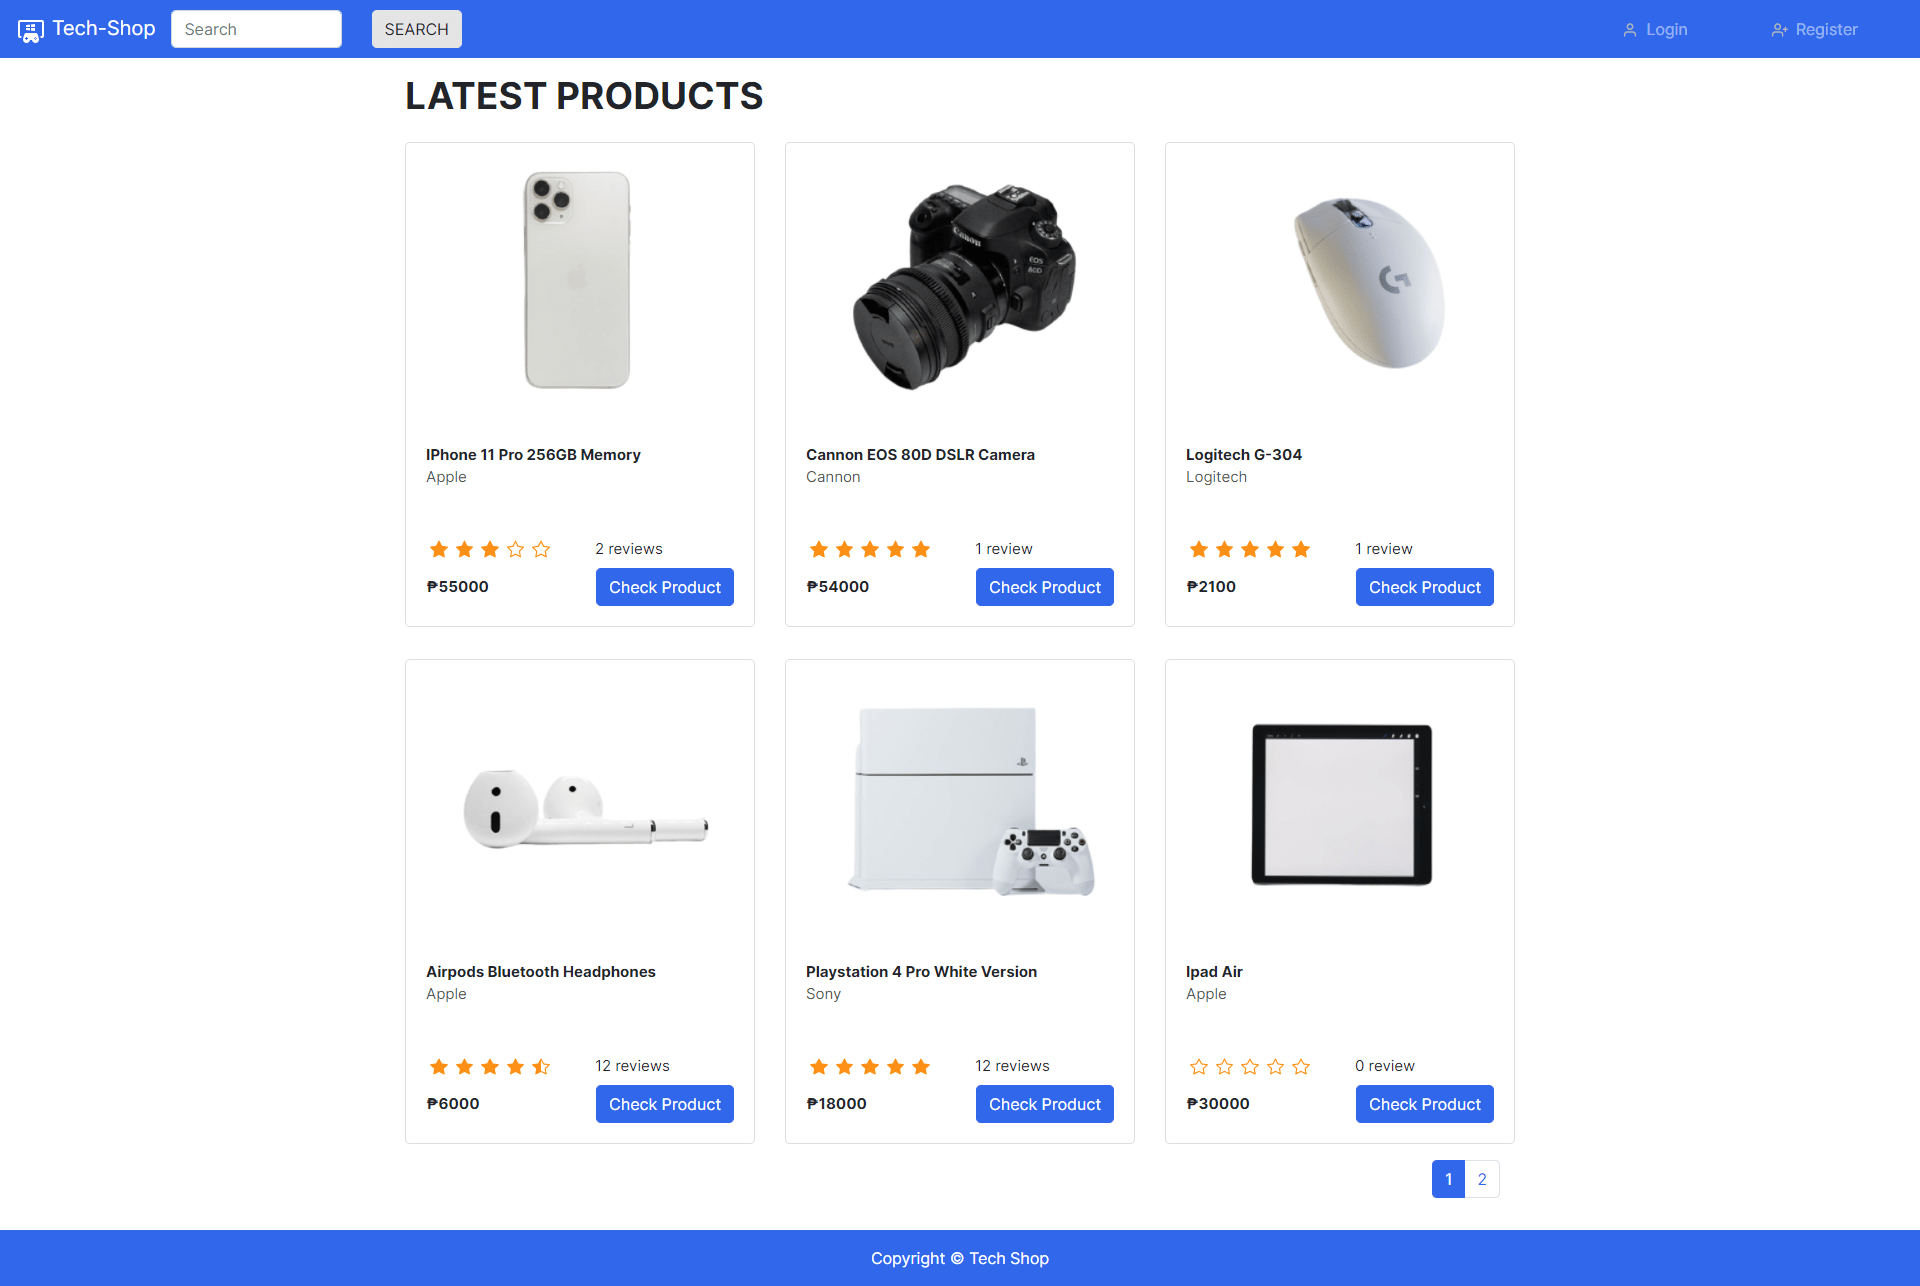 Tech-Shop Search SEARCH Login Register
LATEST PRODUCTS
Canon
EOS
80D
G
IPhone 11 Pro 256GB Memory
Apple
2 reviews
₱55000 Check Product
Cannon EOS 80D DSLR Camera
Cannon
1 review
₱54000 Check Product
Logitech G-304
Logitech
1 review
₱2100 Check Product
Airpods Bluetooth Headphones
Apple
12 reviews
₱6000 Check Product
Playstation 4 Pro White Version
Sony
12 reviews
₱18000 Check Product
Ipad Air
Apple
0 review
₱30000 Check Product
1 2
Copyright © Tech Shop